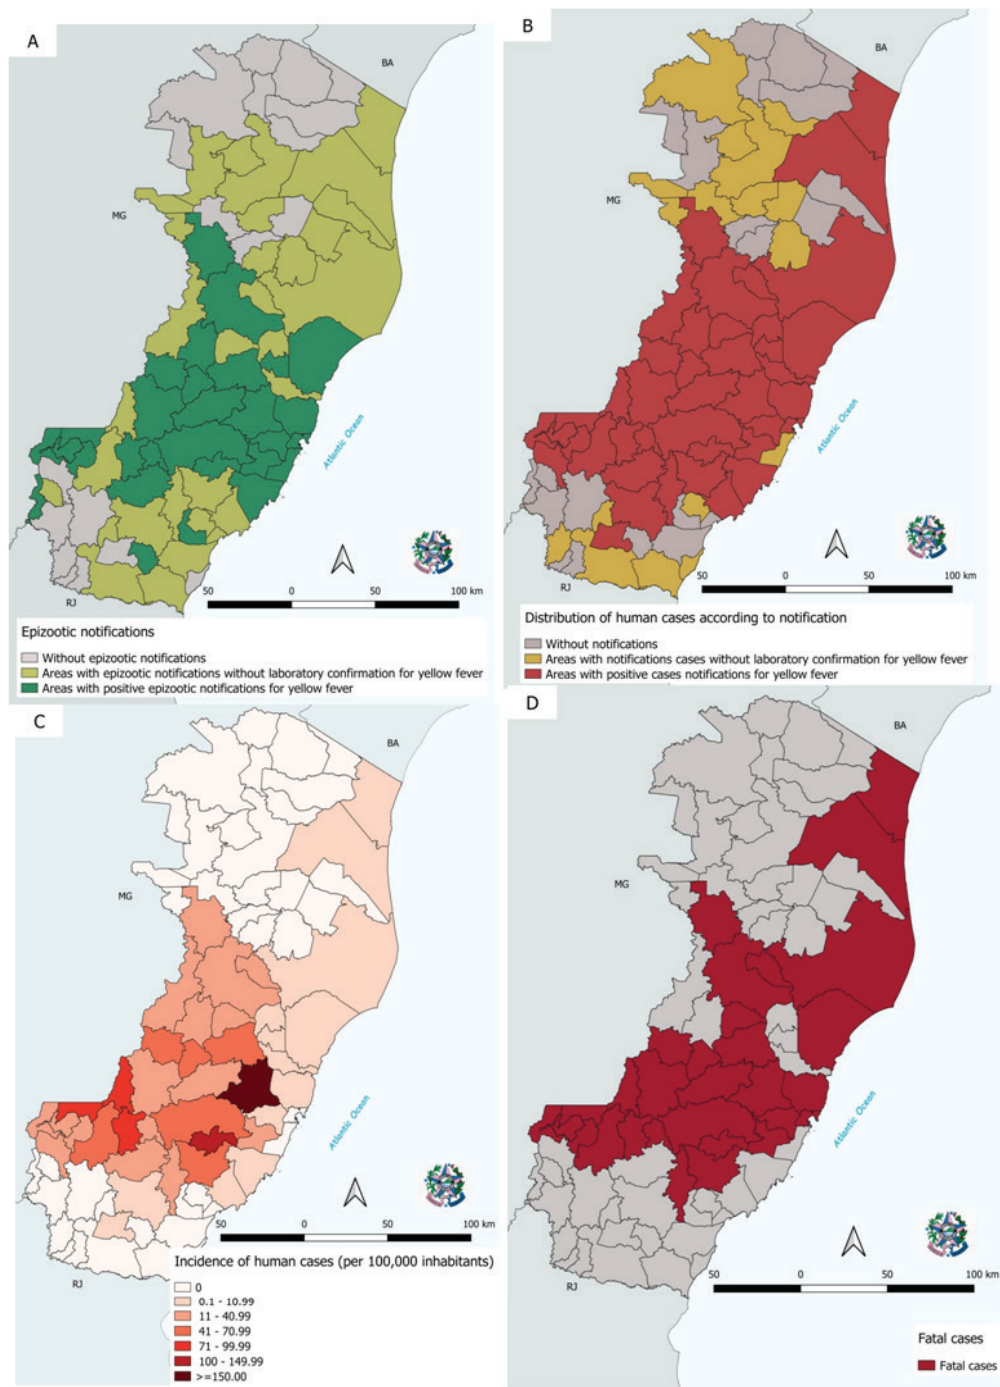 A
BA
MG
Atlantic Ocean
RJ
50 0 50 100 km
Epizootic notifications
Without epizootic notifications
Areas with epizootic notifications without laboratory confirmation for yellow fever
Areas with positive epizootic notifications for yellow fever
B
BA
MG
Atlantic Ocean
RJ
50 0 50 100 km
Distribution of human cases according to notification
Without notifications
Areas with notifications cases without laboratory confirmation for yellow fever
Areas with positive cases notifications for yellow fever
C
BA
MG
Atlantic Ocean
RJ
50 0 50 100 km
Incidence of human cases (per 100,000 inhabitants)
0
0.1 - 10.99
11 - 40.99
41 - 70.99
71 - 99.99
100 - 149.99
>=150.00
D
BA
MG
Atlantic Ocean
RJ
50 0 50 100 km
Fatal cases
Fatal cases